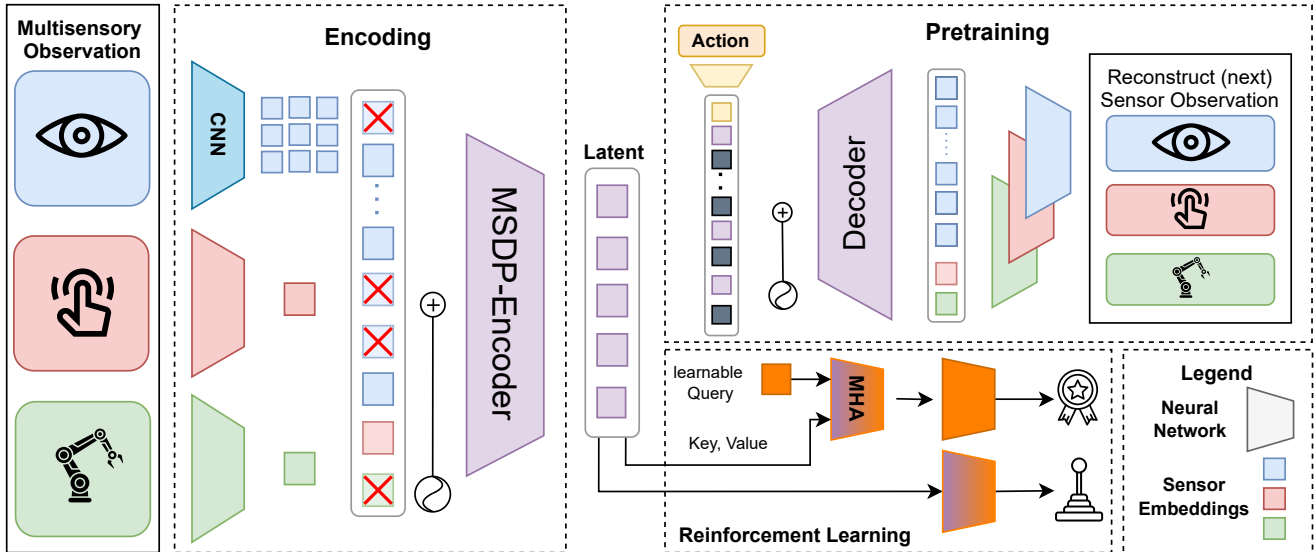 Multisensory
Observation
Encoding
CNN
MSDP-Encoder
Latent
Pretraining
Action
Decoder
Reconstruct (next)
Sensor Observation
learnable
Query
Key, Value
MHA
Reinforcement Learning
Legend
Neural
Network
Sensor
Embeddings